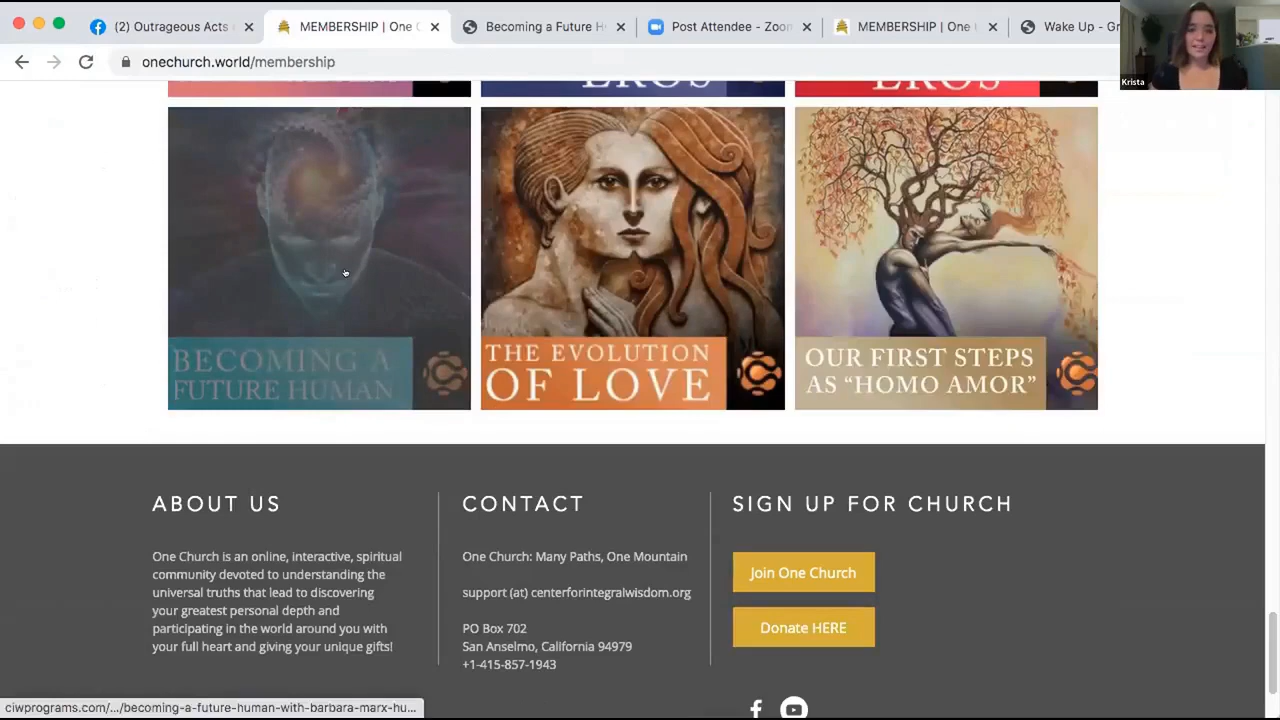 (2) Outrageous Acts
MEMBERSHIP | One C
Becoming a Future H
Post Attendee - Zoom
MEMBERSHIP | One
Wake Up - Gr
onechurch.world/membership
Krista
EROS
EROS
BECOMING A
FUTURE HUMAN
THE EVOLUTION
OF LOVE
OUR FIRST STEPS
AS "HOMO AMOR"
ABOUT US
One Church is an online, interactive, spiritual
community devoted to understanding the
universal truths that lead to discovering
your greatest personal depth and
participating in the world around you with
your full heart and giving your unique gifts!
CONTACT
One Church: Many Paths, One Mountain
support (at) centerforintegralwisdom.org
PO Box 702
San Anselmo, California 94979
+1-415-857-1943
SIGN UP FOR CHURCH
Join One Church
Donate HERE
ciwprograms.com/.../becoming-a-future-human-with-barbara-marx-hu...